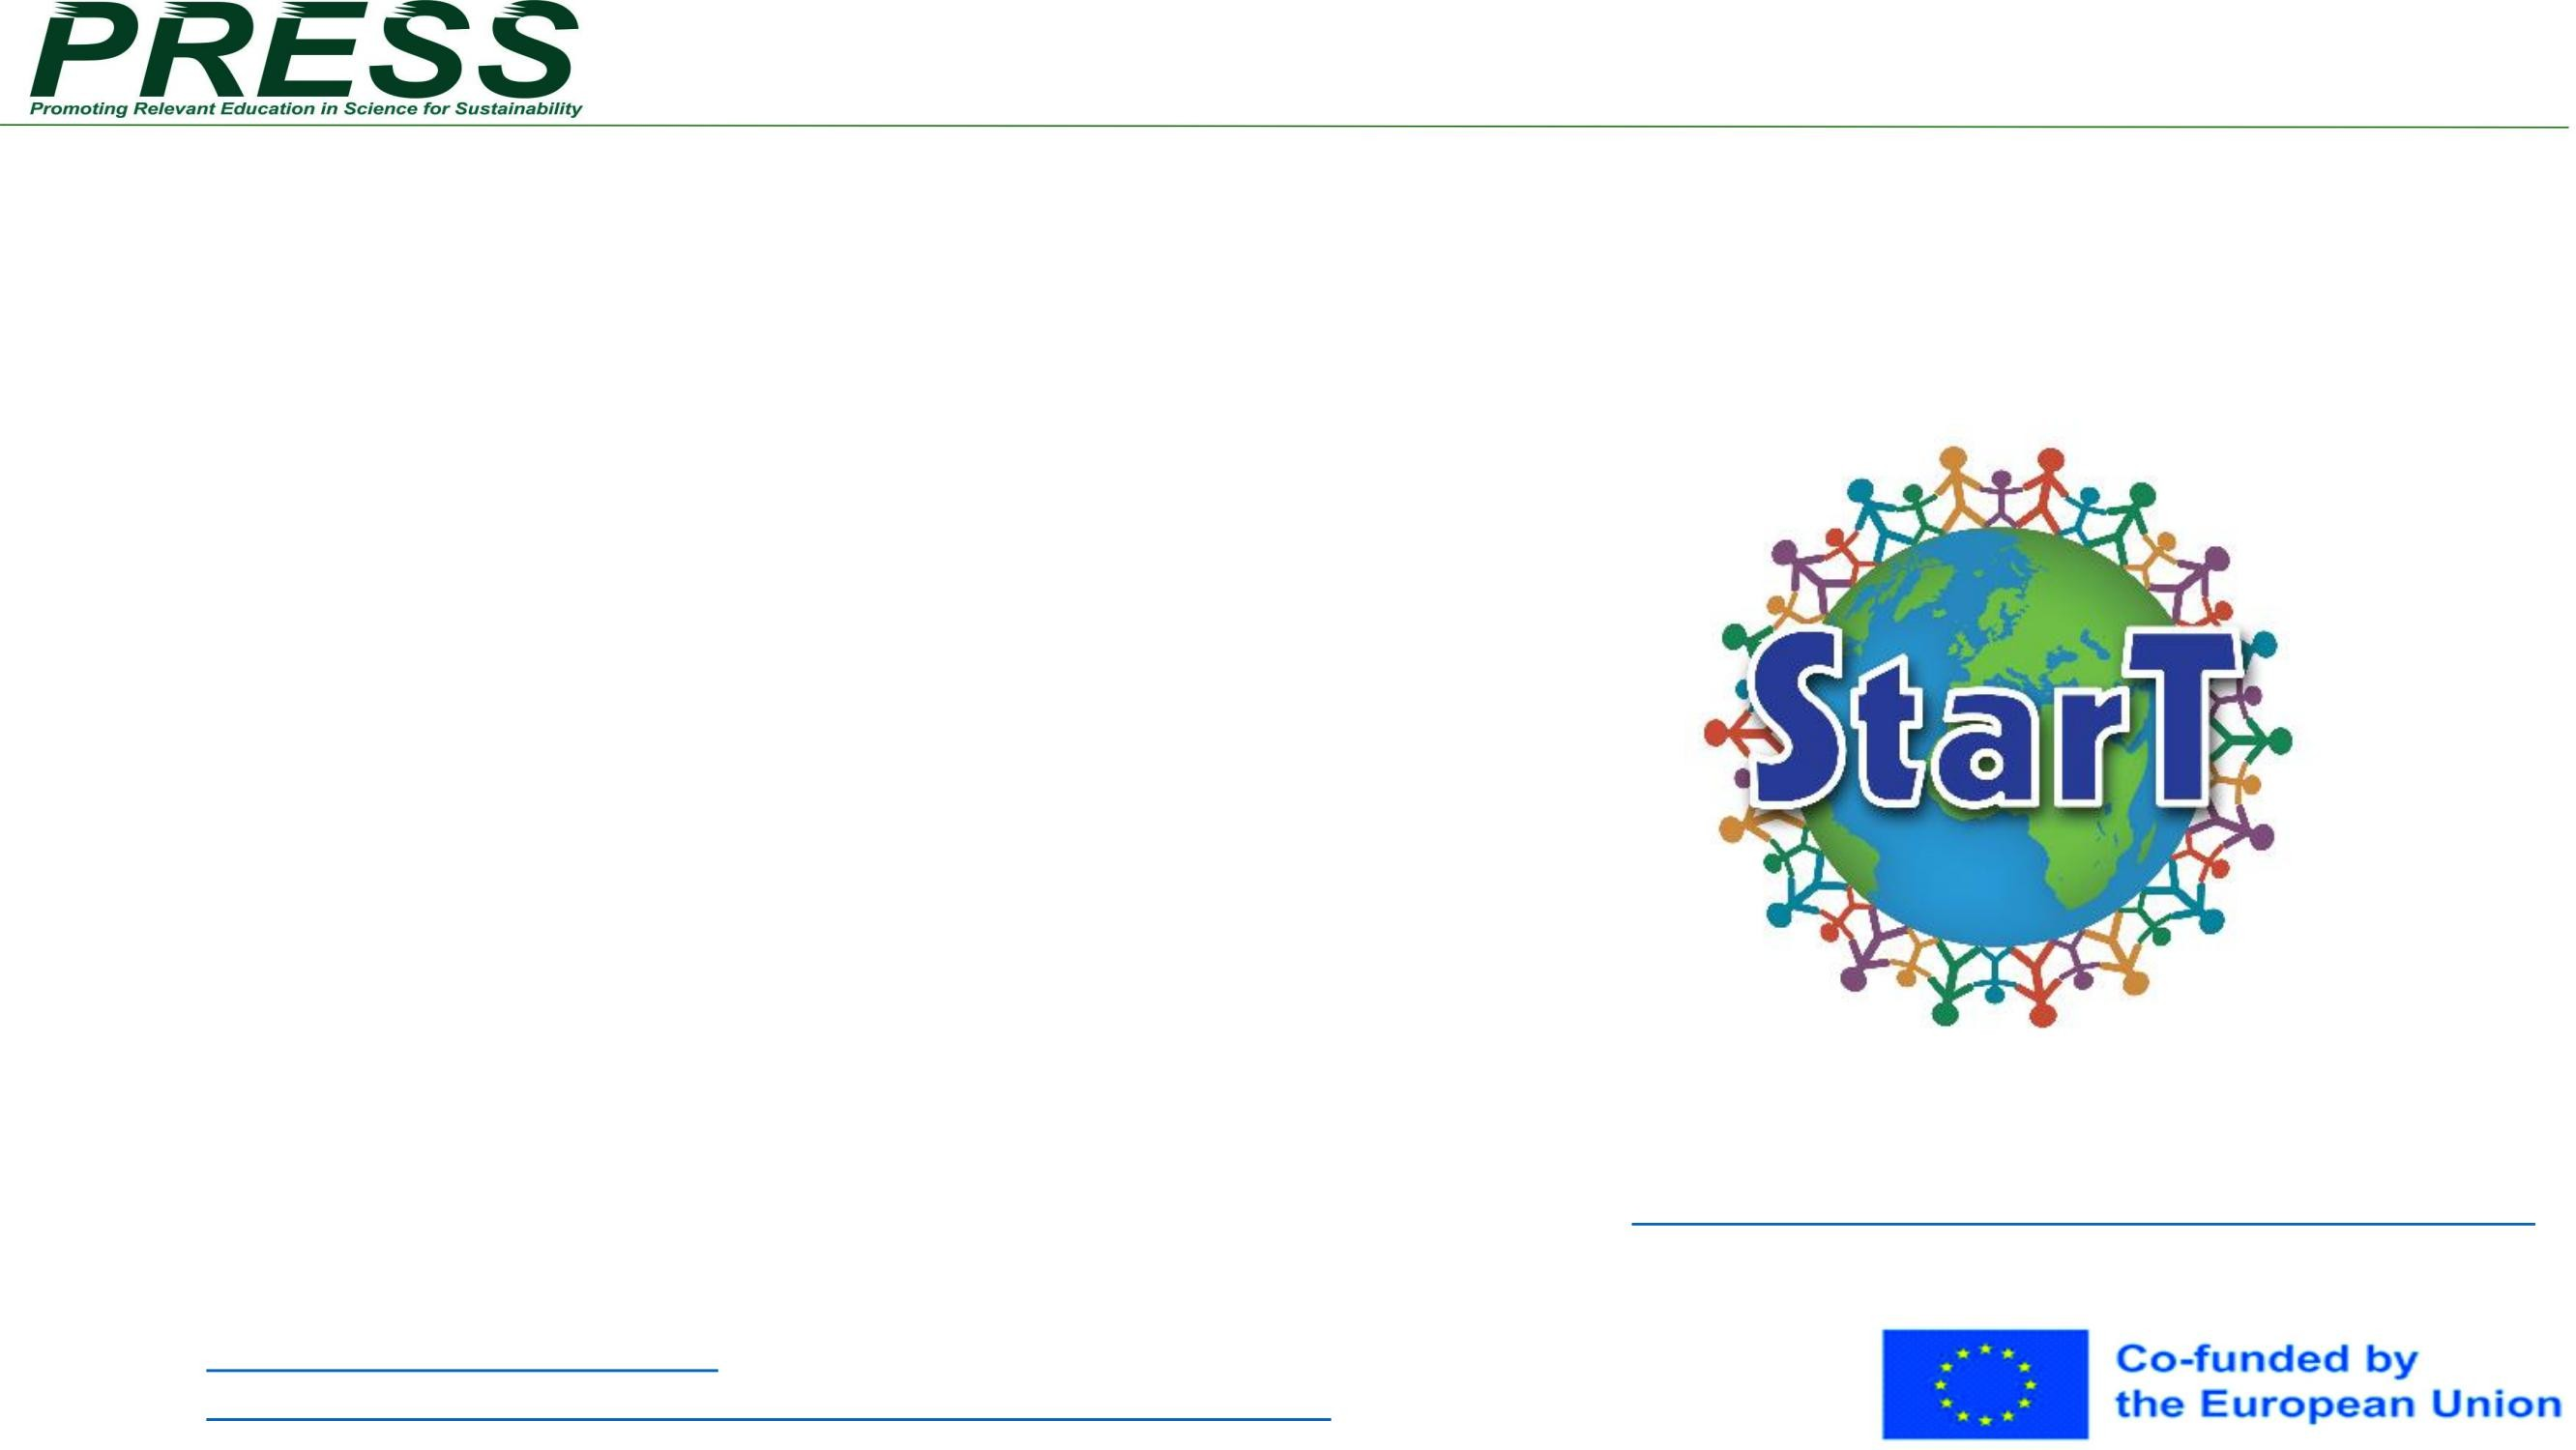 PRESS
Promoting Relevant Education in Science for Sustainability
StarT
Co-funded by
the European Union